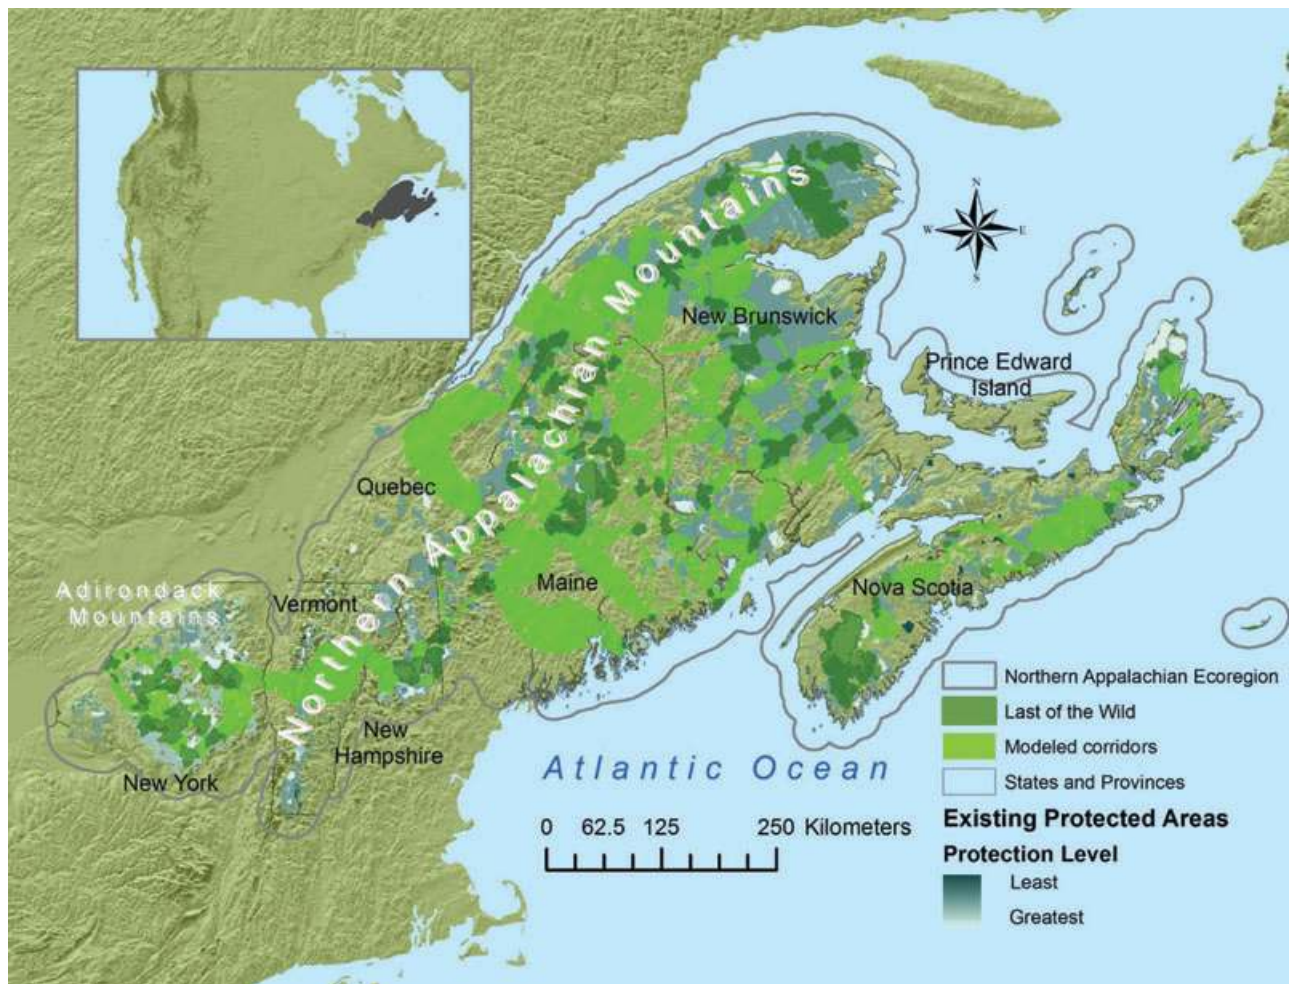 N
W E
S
Northern Appalachian Mountains
New Brunswick
Prince Edward
Island
Quebec
Maine
Nova Scotia
Adirondack
Mountains
Vermont
New
Hampshire
New York
Atlantic Ocean
0 62.5 125 250 Kilometers
Northern Appalachian Ecoregion
Last of the Wild
Modeled corridors
States and Provinces
Existing Protected Areas
Protection Level
Least
Greatest